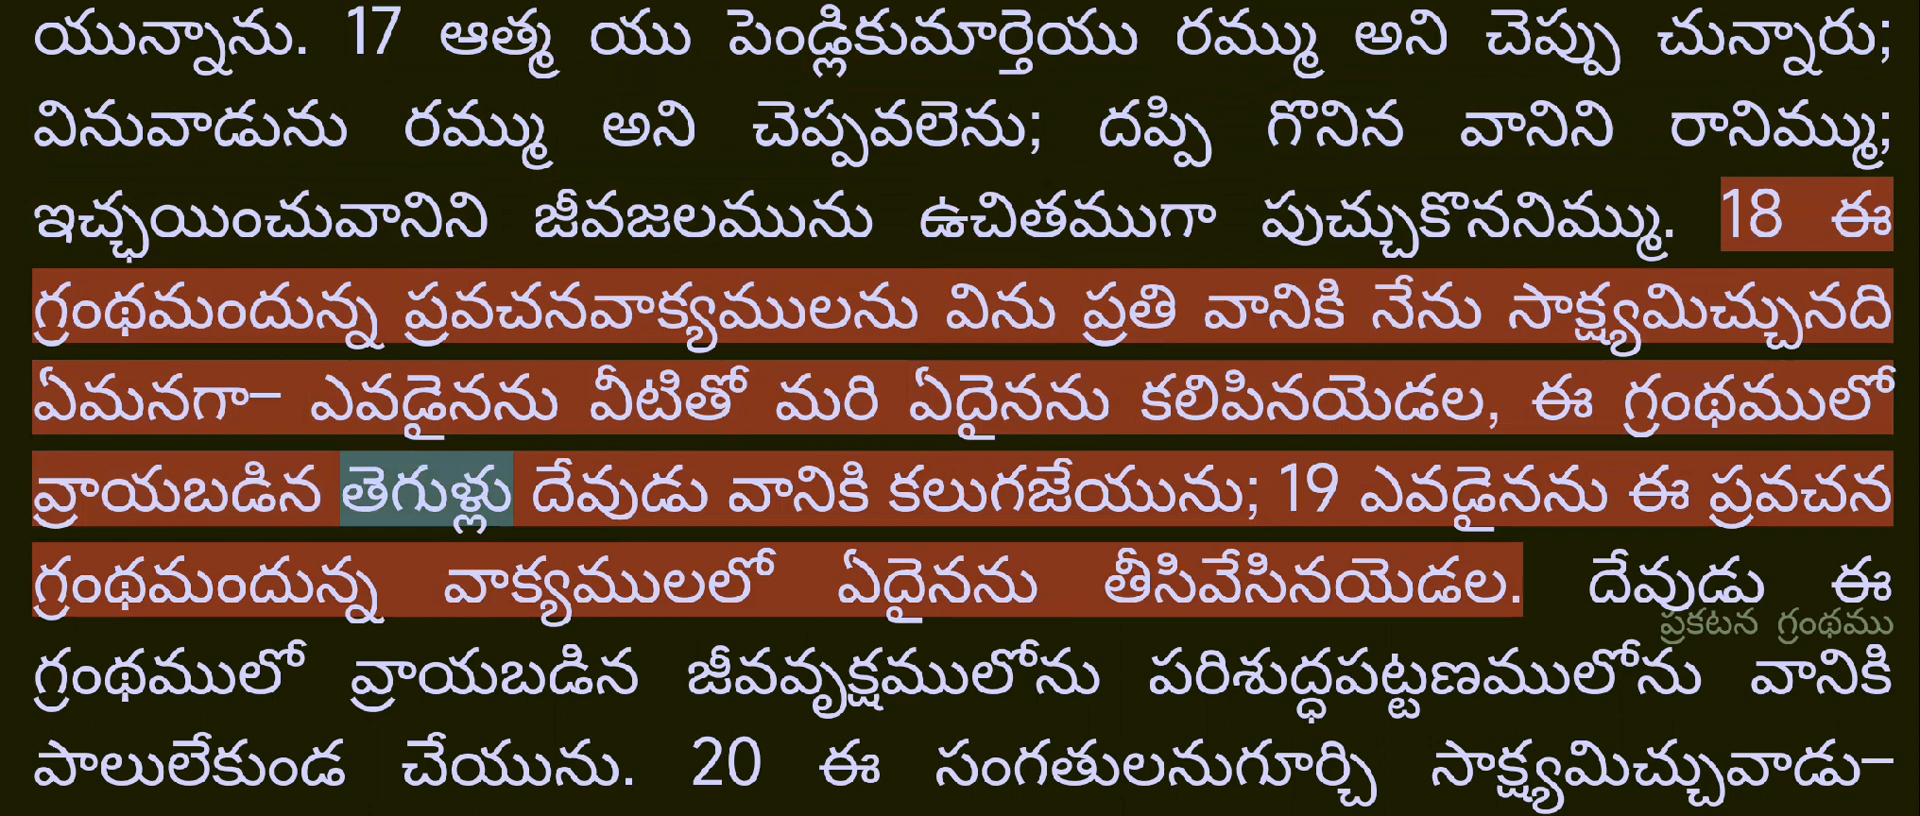 యున్నాను. 17 ఆత్మ యు పెండ్లికుమార్తెయు రమ్ము అని చెప్పు చున్నారు;
వినువాడును రమ్ము అని చెప్పవలెను; దప్పి గొనిన వానిని రానిమ్ము;
ఇచ్ఛయించువానిని జీవజలమును ఉచితముగా పుచ్చుకొననిమ్ము. 18 ఈ
గ్రంథమందున్న ప్రవచనవాక్యములను విను ప్రతి వానికి నేను సాక్ష్యమిచ్చునది
ఏమనగా– ఎవడైనను వీటితో మరి ఏదైనను కలిపినయెడల, ఈ గ్రంథములో
వ్రాయబడిన తెగుళ్లు దేవుడు వానికి కలుగజేయును; 19 ఎవడైనను ఈ ప్రవచన
గ్రంథమందున్న వాక్యములలో ఏదైనను తీసివేసినయెడల. దేవుడు ఈ
ప్రకటన గ్రంథము
గ్రంథములో వ్రాయబడిన జీవవృక్షములోను పరిశుద్ధపట్టణములోను వానికి
పాలులేకుండ చేయును. 20 ఈ సంగతులనుగూర్చి సాక్ష్యమిచ్చువాడు–